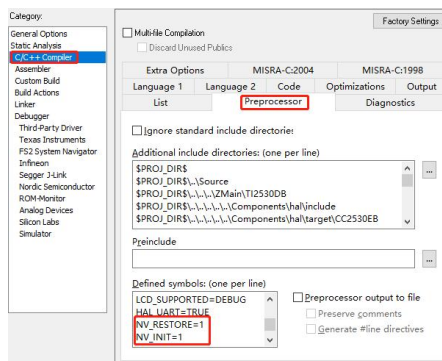 Category:
Factory Settings
General Options
Static Analysis
C/C++ Compiler
Assembler
Custom Build
Build Actions
Linker
Debugger
Third-Party Driver
Texas Instruments
FS2 System Navigator
Infineon
Segger J-Link
Nordic Semiconductor
ROM-Monitor
Analog Devices
Silicon Labs
Simulator
Multi-file Compilation
Discard Unused Publics
Extra Options MISRA-C:2004 MISRA-C:1998
Language 1 Language 2 Code Optimizations Output
List Preprocessor Diagnostics
Ignore standard include directories
Additional include directories: (one per line)
$PROJ_DIR$
$PROJ_DIR$\..\Source
$PROJ_DIR$\..\..\..\ZMain\TI2530DB
$PROJ_DIR$\..\..\..\..\..\Components\hal\include
$PROJ_DIR$\..\..\..\..\..\Components\hal\target\CC2530EB
...
Preinclude
...
Defined symbols: (one per line)
LCD_SUPPORTED=DEBUG
HAL_UART=TRUE
NV_RESTORE=1
NV_INIT=1
Preprocessor output to file
Preserve comments
Generate #line directives